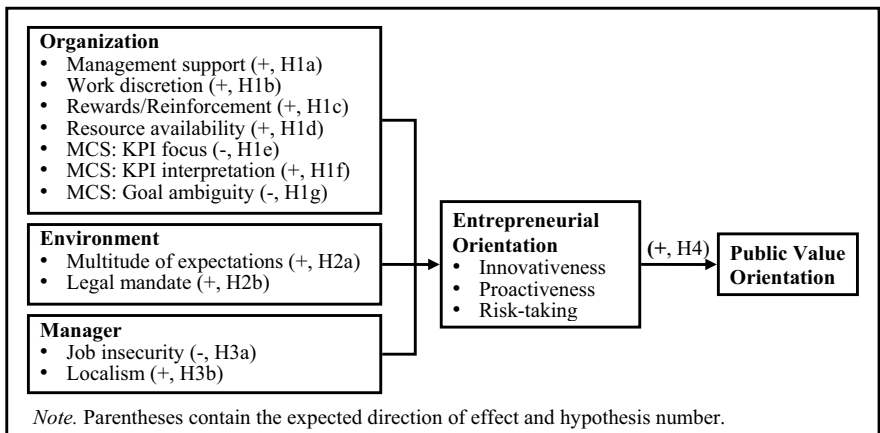 Organization
• Management support (+, H1a)
• Work discretion (+, H1b)
• Rewards/Reinforcement (+, H1c)
• Resource availability (+, H1d)
• MCS: KPI focus (-, H1e)
• MCS: KPI interpretation (+, H1f)
• MCS: Goal ambiguity (-, H1g)
Environment
• Multitude of expectations (+, H2a)
• Legal mandate (+, H2b)
Manager
• Job insecurity (-, H3a)
• Localism (+, H3b)
Entrepreneurial
Orientation
• Innovativeness
• Proactiveness
• Risk-taking
(+, H4)
Public Value
Orientation
Note. Parentheses contain the expected direction of effect and hypothesis number.